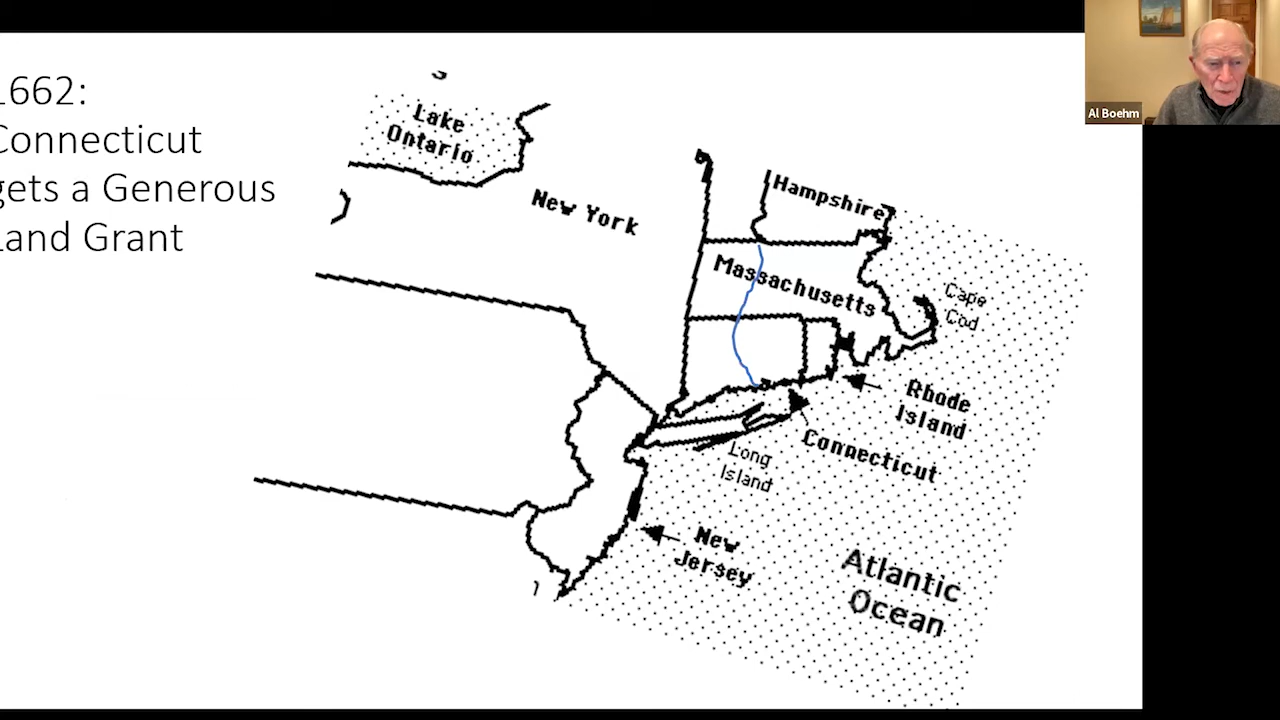 1662:
Connecticut
gets a Generous
Land Grant
Lake
Ontario
New York
Hampshire
Massachusetts
Cape
Cod
Rhode
Island
Connecticut
Long
Island
New
Jersey
Atlantic
Ocean
Al Boehm